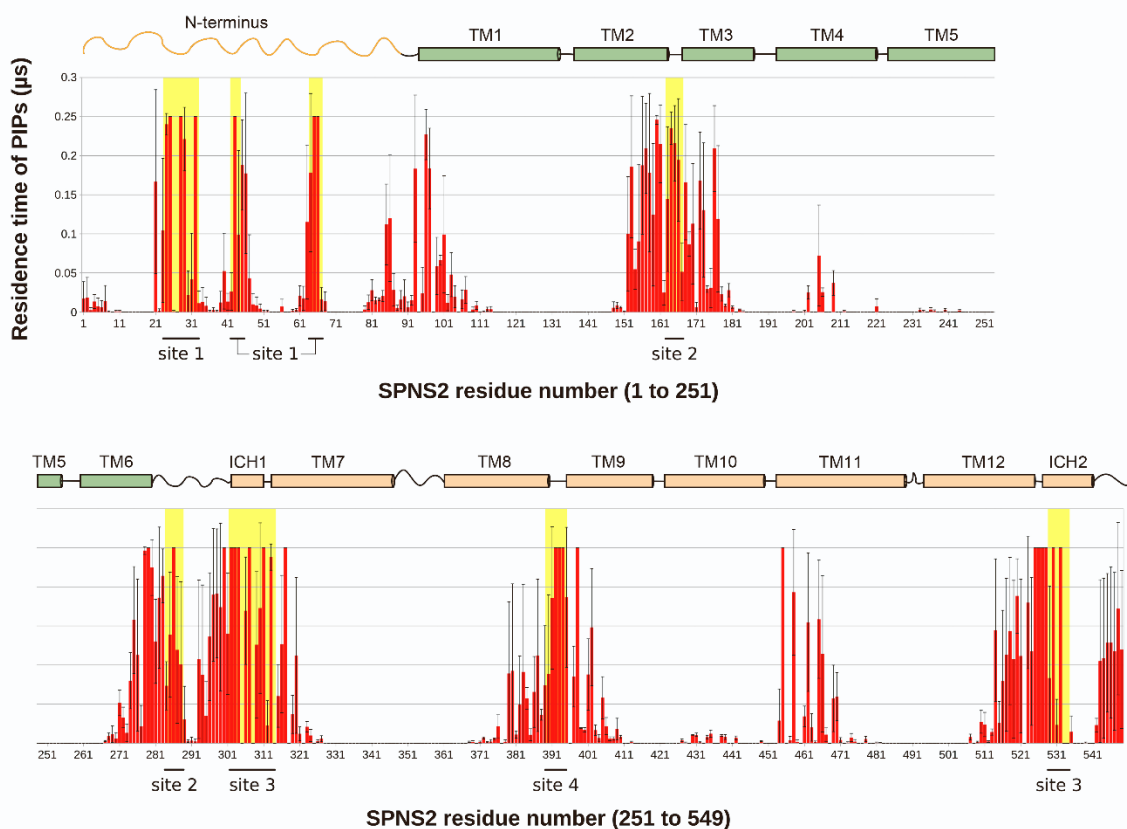 N-terminus
TM1 TM2 TM3 TM4 TM5
Residence time of PIPs (µs)
0.3
0.25
0.2
0.15
0.1
0.05
0
1 11 21 31 41 51 61 71 81 91 101 111 121 131 141 151 161 171 181 191 201 211 221 231 241 251
site 1 site 1 site 2
SPNS2 residue number (1 to 251)
TM5 TM6 ICH1 TM7 TM8 TM9 TM10 TM11 TM12 ICH2
251 261 271 281 291 301 311 321 331 341 351 361 371 381 391 401 411 421 431 441 451 461 471 481 491 501 511 521 531 541
site 2 site 3 site 4 site 3
SPNS2 residue number (251 to 549)